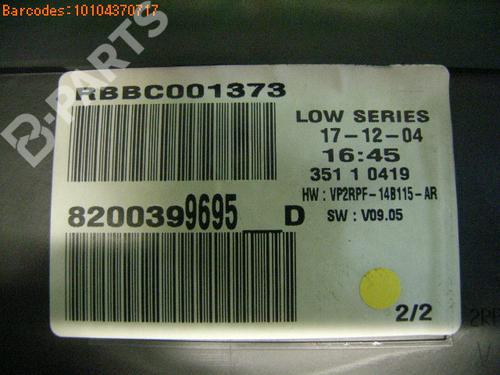 Barcodes:10104370717
B-PARTS
RBBC001373
LOW SERIES
17-12-04
16:45
351 1 0419
HW : VP2RPF-14B115-AR
SW : V09.05
8200399695__D
2/2